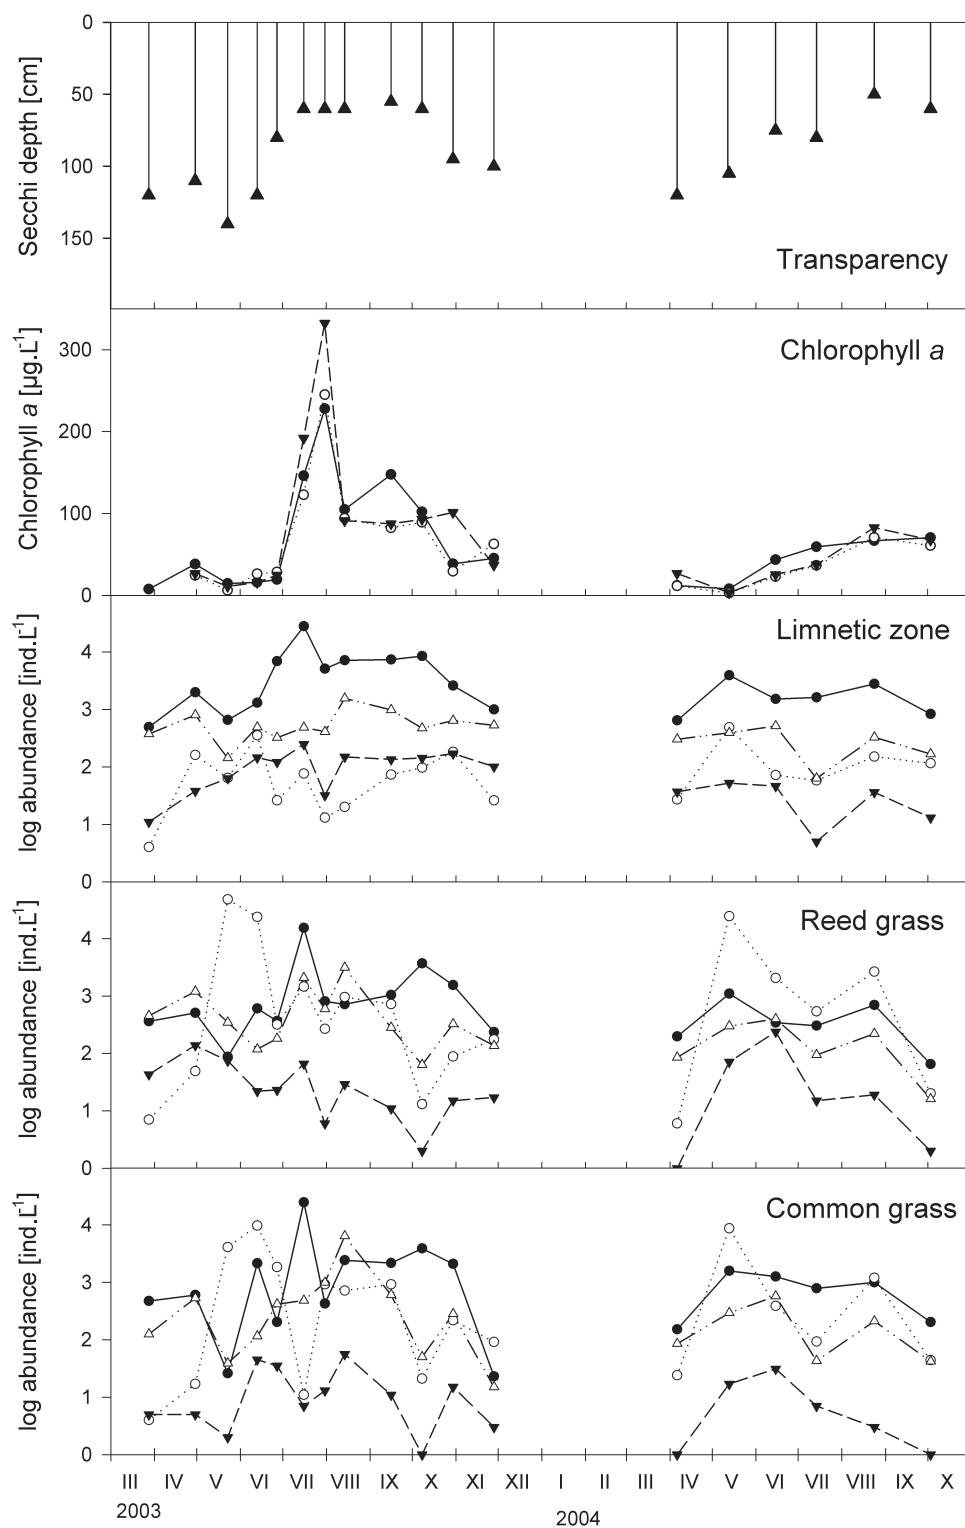 0
50
100
150
Secchi depth [cm]
Transparency
300
200
100
0
Chlorophyll a [µg.L-1]
Chlorophyll a
4
3
2
1
0
log abundance [ind.L-1]
Limnetic zone
4
3
2
1
0
log abundance [ind.L-1]
Reed grass
4
3
2
1
0
log abundance [ind.L-1]
Common grass
III IV V VI VII VIII IX X XI XII I II III IV V VI VII VIII IX X
2003 2004